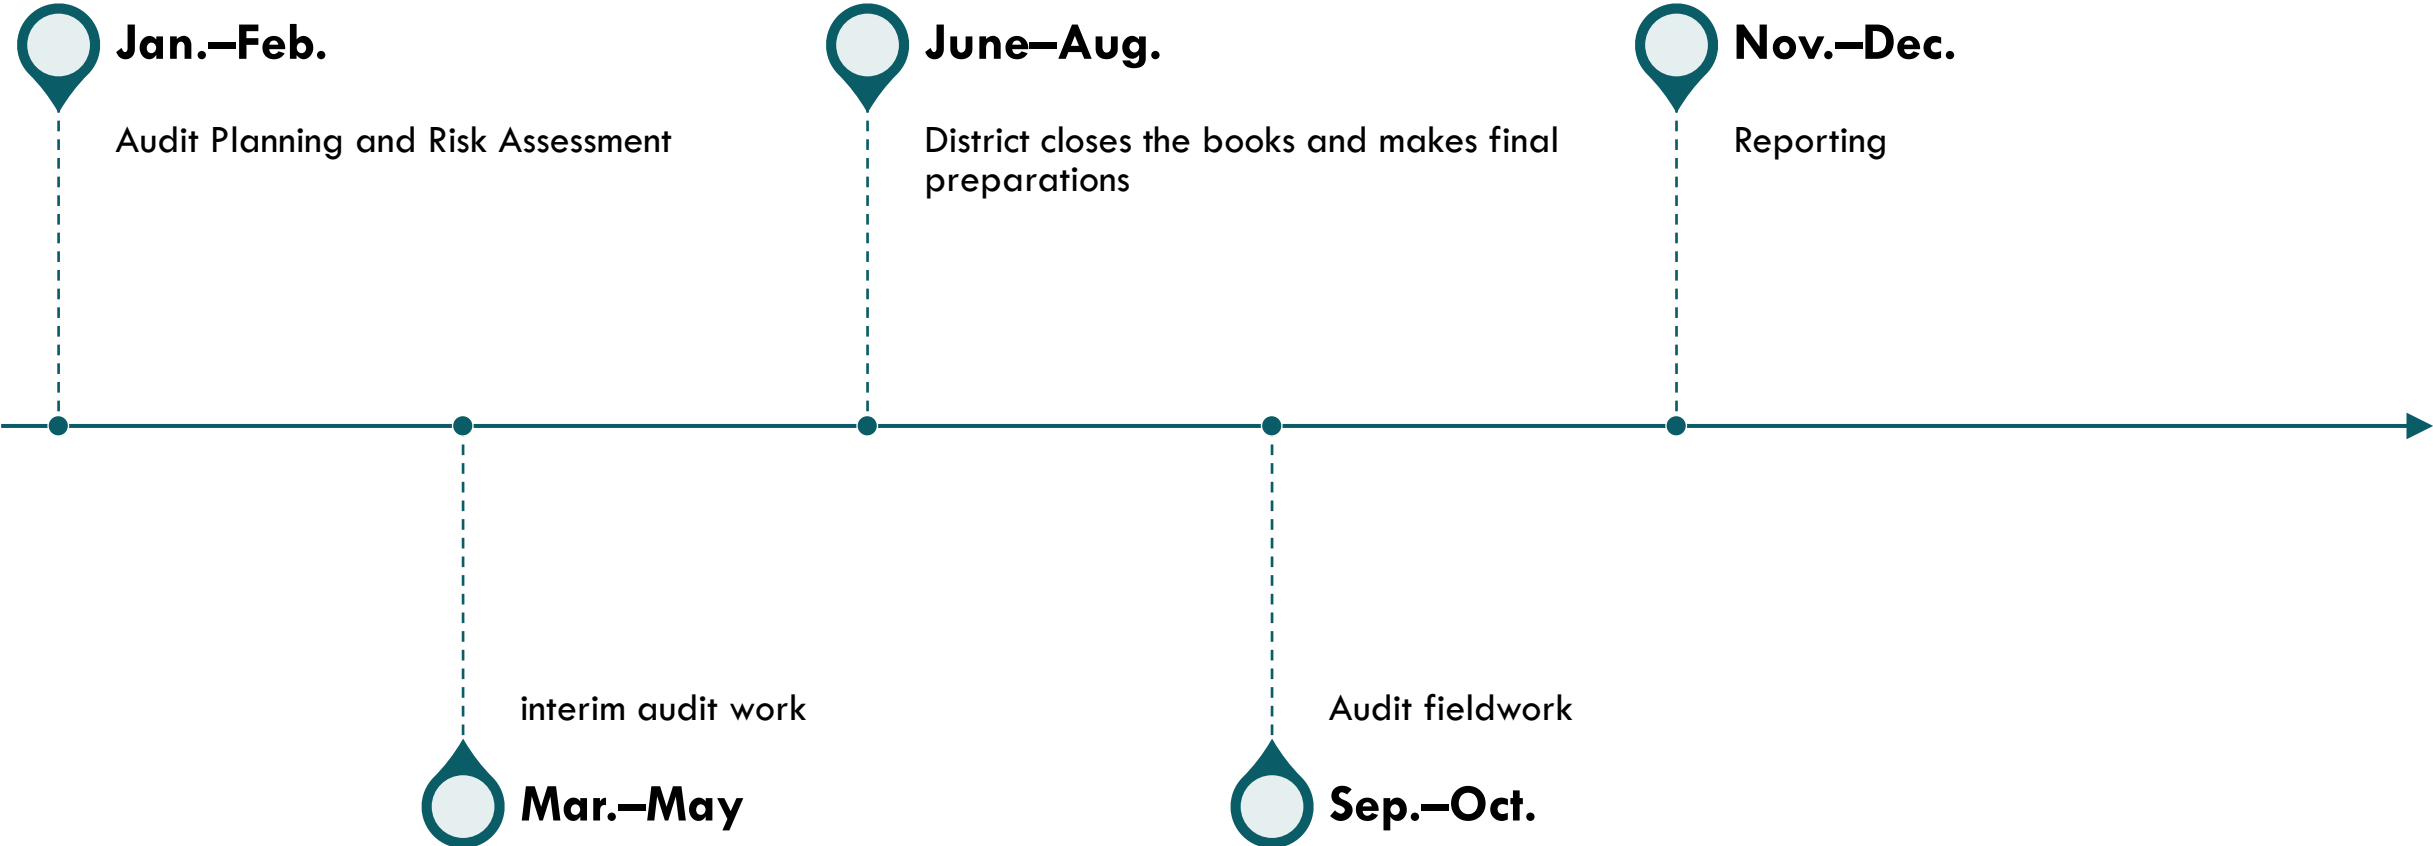 Jan.–Feb.
Audit Planning and Risk Assessment
June–Aug.
District closes the books and makes final
preparations
Nov.–Dec.
Reporting
interim audit work
Mar.–May
Audit fieldwork
Sep.–Oct.